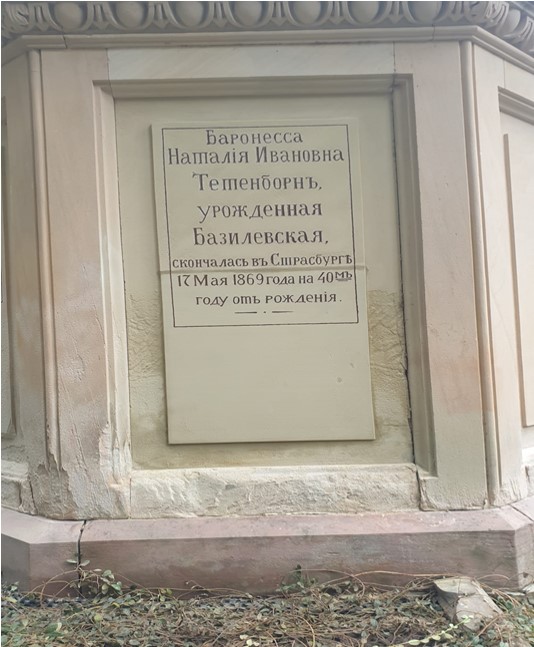 Баронесса
Наталія Ивановна
Тетенборнъ,
урожденная
Базилевская,
скончалась въ Страсбургѣ
17 Мая 1869 года на 40мъ
году отъ рожденія.